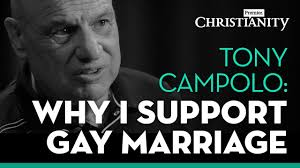 Premier
CHRISTIANITY
TONY
CAMPOLO:
WHY I SUPPORT
GAY MARRIAGE